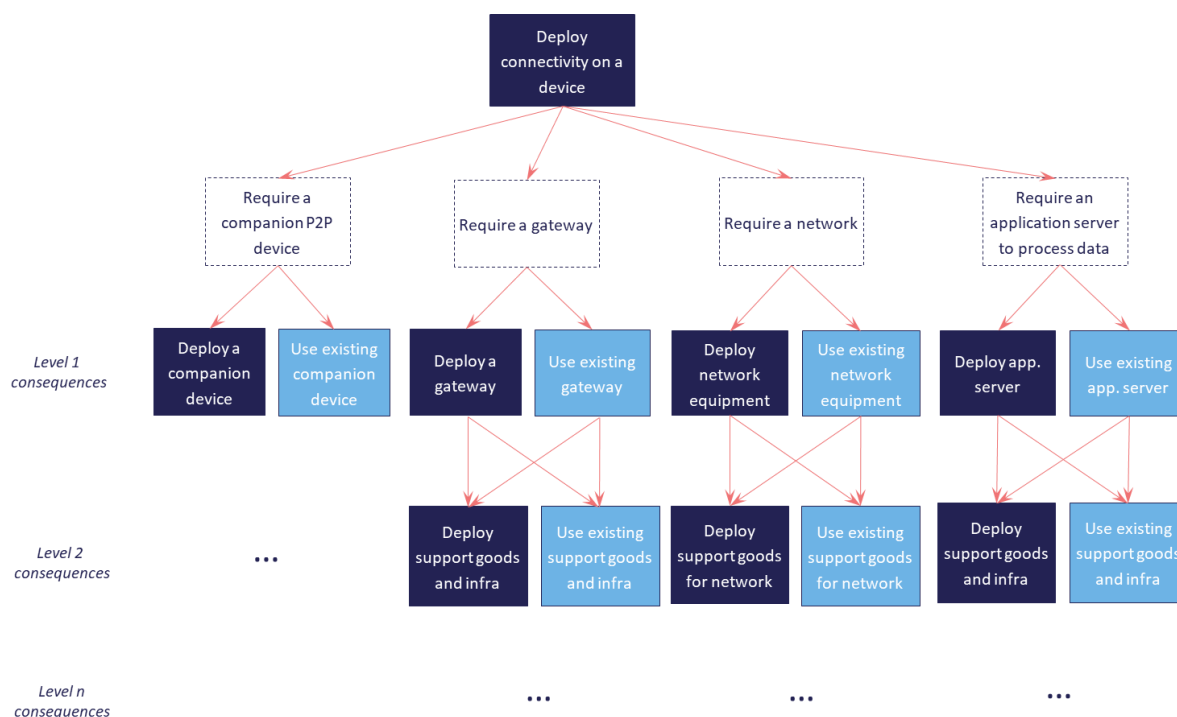 Deploy
connectivity on a
device
Require a
companion P2P
device
Require a gateway
Require a network
Require an
application server
to process data
Level 1
consequences
Deploy a
companion
device
Use existing
companion
device
Deploy a
gateway
Use existing
gateway
Deploy
network
equipment
Use existing
network
equipment
Deploy app.
server
Use existing
app. server
Level 2
consequences
...
Deploy
support goods
and infra
Use existing
support goods
and infra
Deploy
support goods
for network
Use existing
support goods
for network
Deploy
support goods
and infra
Use existing
support goods
and infra
Level n
consequences
...
...
...